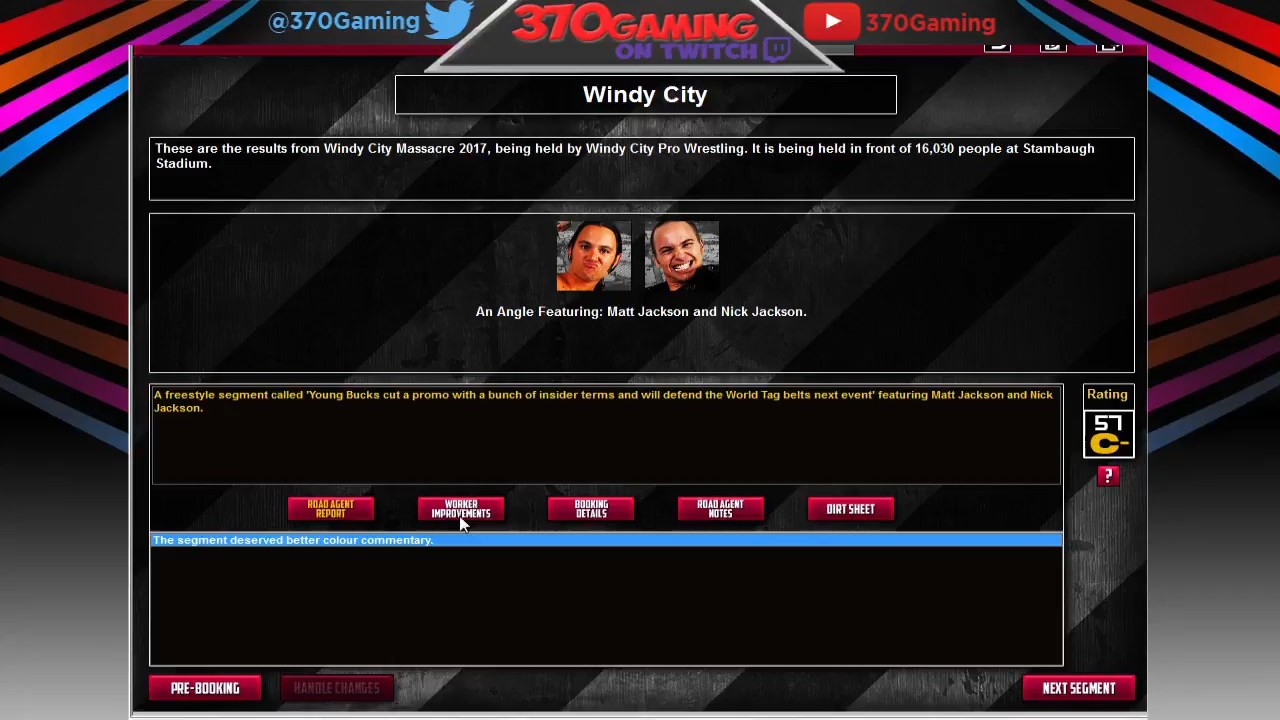 @370Gaming
370GAMING
ON TWITCH
370Gaming
Windy City
These are the results from Windy City Massacre 2017, being held by Windy City Pro Wrestling. It is being held in front of 16,030 people at Stambaugh
Stadium.
An Angle Featuring: Matt Jackson and Nick Jackson.
A freestyle segment called 'Young Bucks cut a promo with a bunch of insider terms and will defend the World Tag belts next event' featuring Matt Jackson and Nick
Jackson.
Rating
57
C-
?
ROAD AGENT
REPORT
WORKER
IMPROVEMENTS
BOOKING
DETAILS
ROAD AGENT
NOTES
DIRT SHEET
The segment deserved better colour commentary.
PRE-BOOKING
HANDLE CHANGES
NEXT SEGMENT